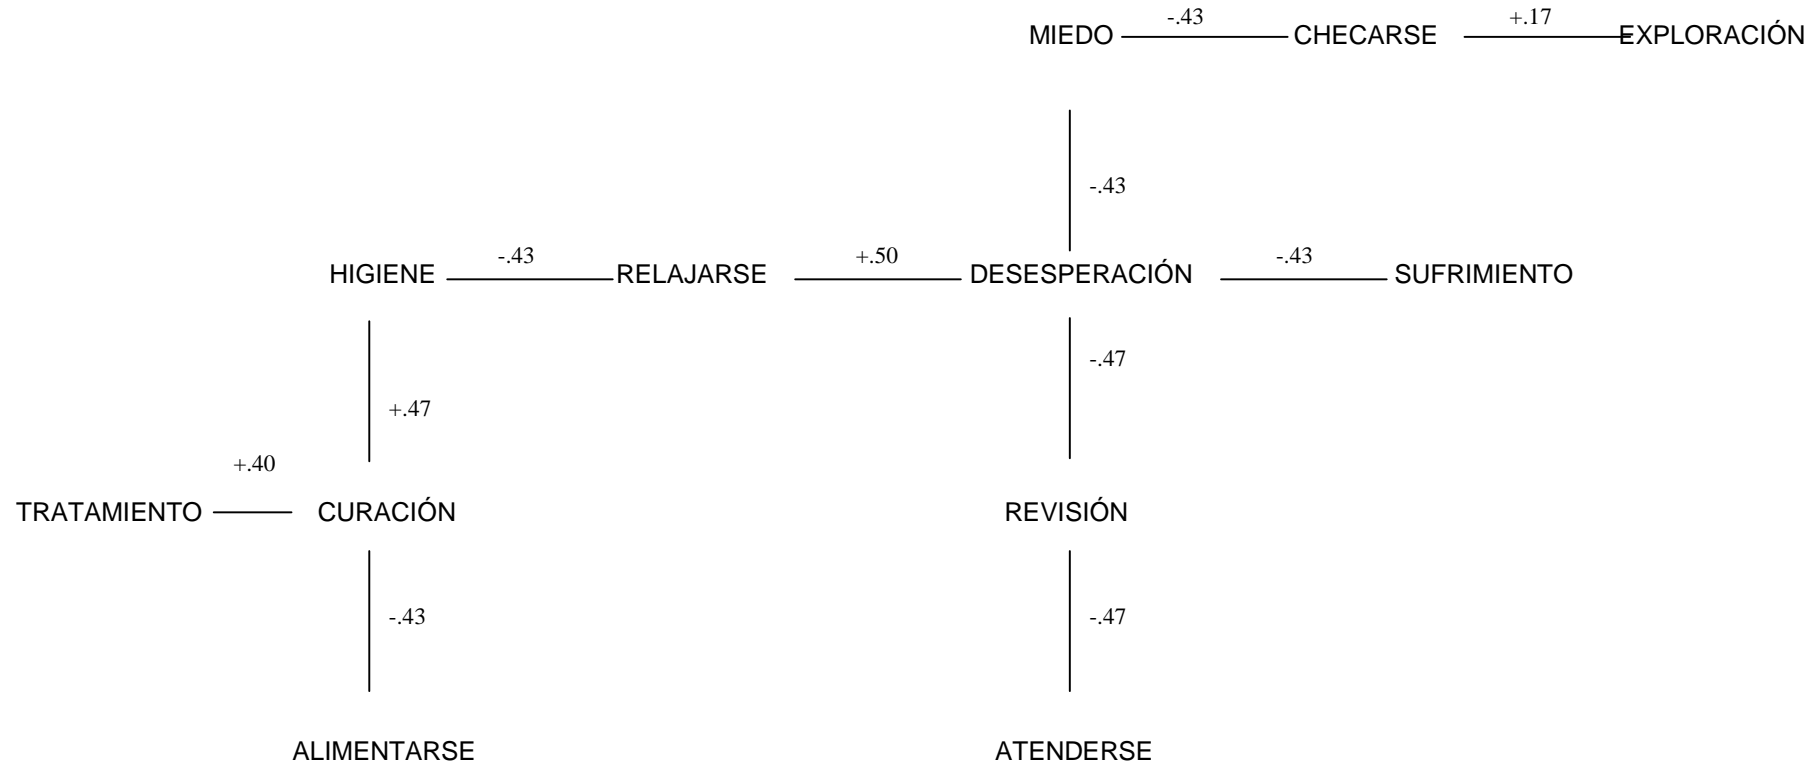 -.43 +.17
MIEDO CHECARSE EXPLORACIÓN
-.43
-.43 +.50 -.43
HIGIENE RELAJARSE DESESPERACIÓN SUFRIMIENTO
-.47
+.47
+.40
TRATAMIENTO CURACIÓN REVISIÓN
-.43 -.47
ALIMENTARSE ATENDERSE